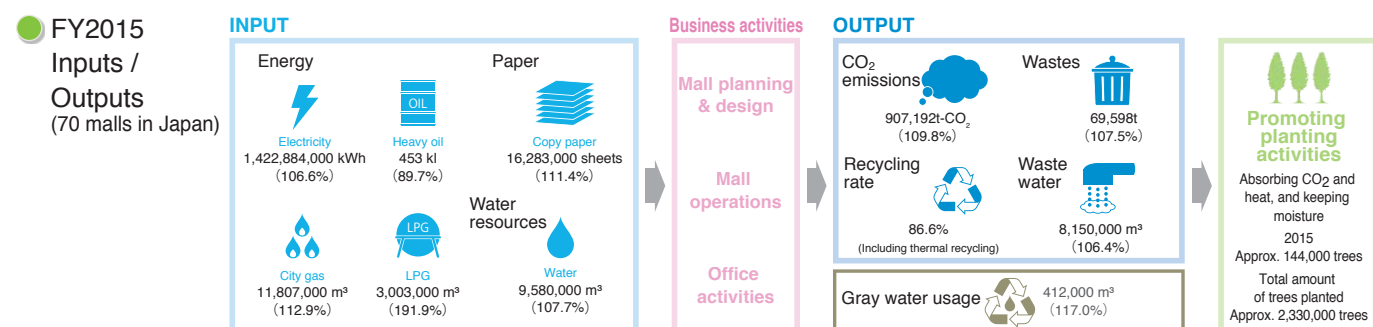 FY2015
Inputs /
Outputs
(70 malls in Japan)
INPUT
Energy
OIL
Electricity
1,422,884,000 kWh
(106.6%)
Heavy oil
453 kl
(89.7%)
Paper
Copy paper
16,283,000 sheets
(111.4%)
City gas
11,807,000 m³
(112.9%)
LPG
LPG
3,003,000 m³
(191.9%)
Water
resources
Water
9,580,000 m³
(107.7%)
Business activities
Mall planning
& design
Mall
operations
Office
activities
OUTPUT
CO₂
emissions
907,192t-CO₂
(109.8%)
Wastes
69,598t
(107.5%)
Recycling
rate
86.6%
(Including thermal recycling)
Waste
water
8,150,000 m³
(106.4%)
Gray water usage
412,000 m³
(117.0%)
Promoting
planting
activities
Absorbing CO2 and
heat, and keeping
moisture
2015
Approx. 144,000 trees
Total amount
of trees planted
Approx. 2,330,000 trees